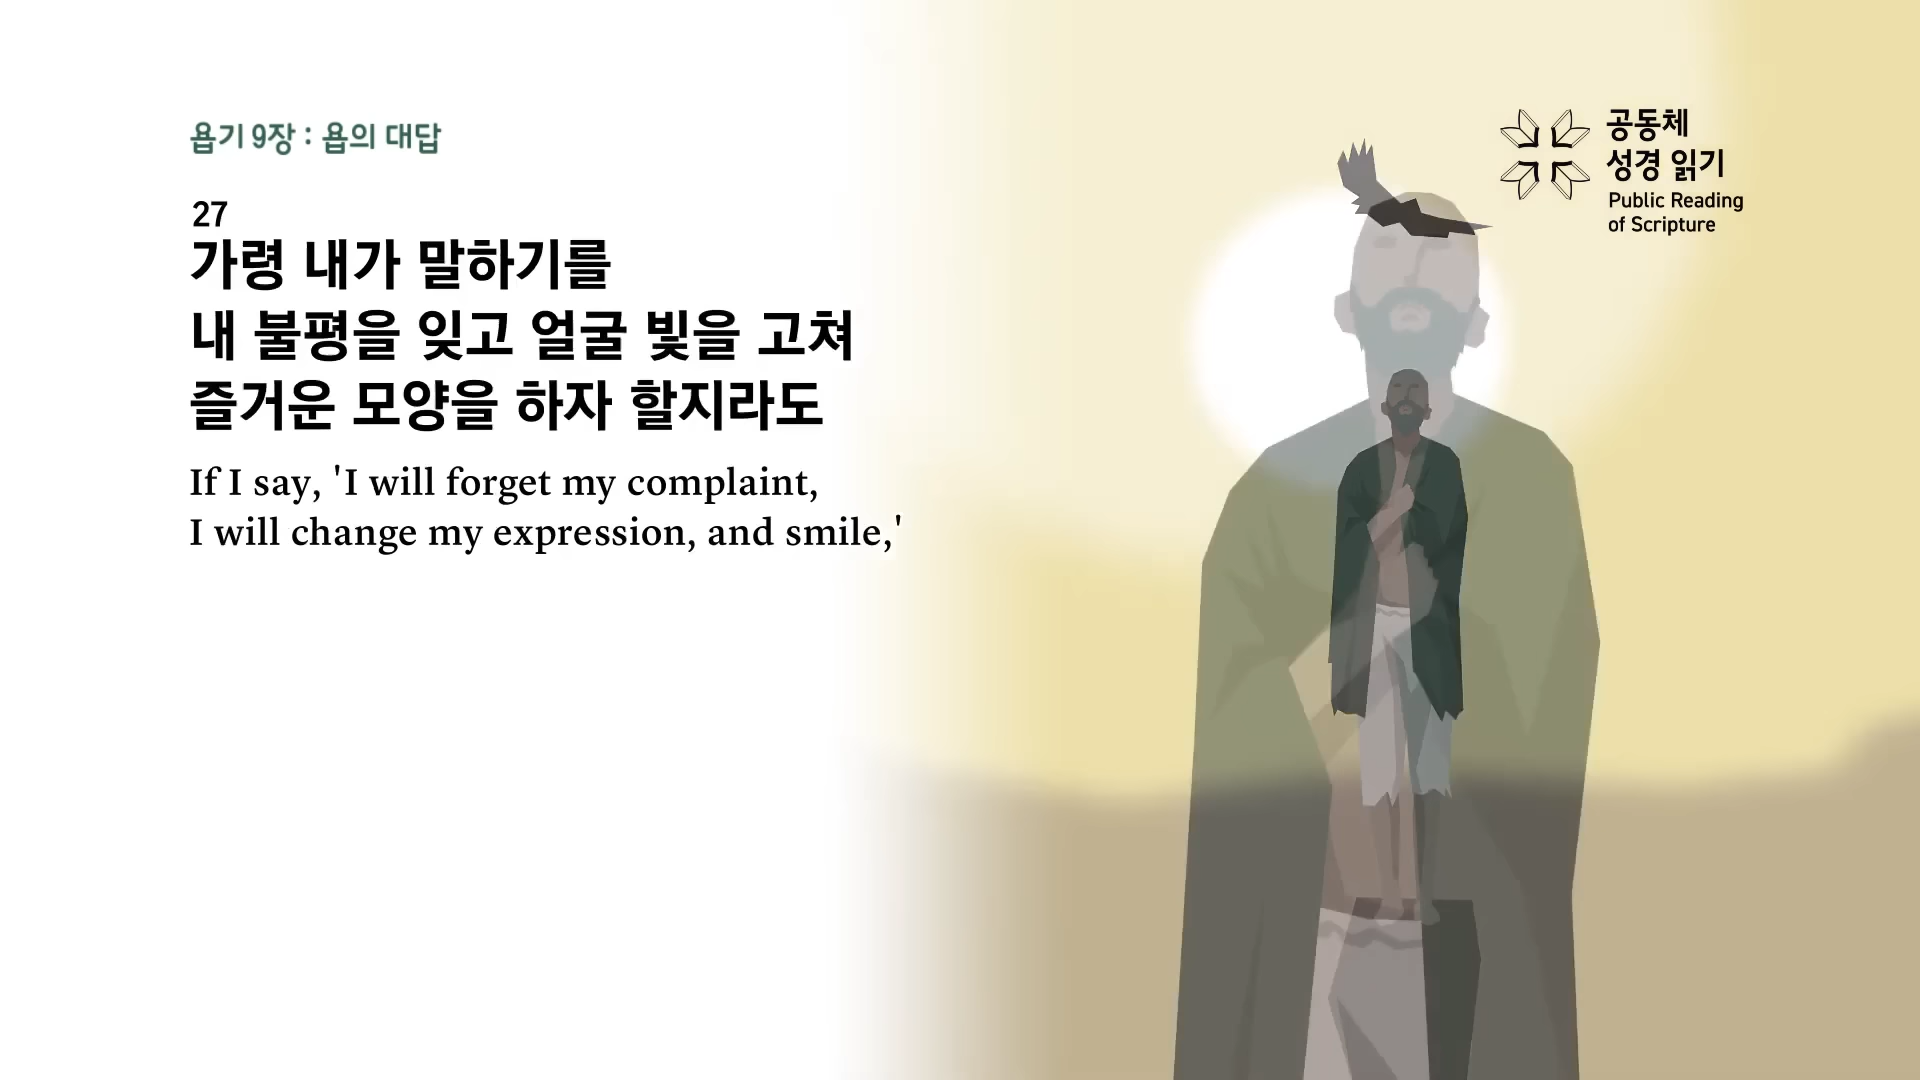 욥기 9장 : 욥의 대답
27
가령 내가 말하기를
내 불평을 잊고 얼굴 빛을 고쳐
즐거운 모양을 하자 할지라도
If I say, 'I will forget my complaint,
I will change my expression, and smile,'
공동체
성경 읽기
Public Reading
of Scripture